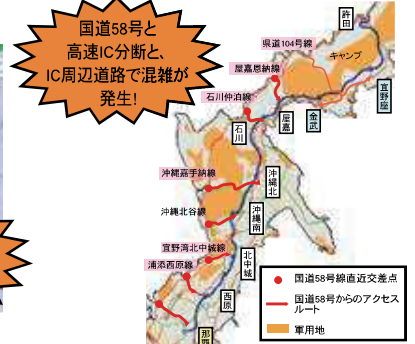 国道58号と
高速IC分断と、
IC周辺道路で混雑が
発生!
許田
県道104号線
キャンプ
屋嘉恩納線
宜野座
石川仲泊線
金武
屋嘉
石川
沖縄嘉手納線
沖縄北
沖縄北谷線
沖縄南
宜野湾北中城線
北中城
浦添西原線
西原
那覇
国道58号線直近交差点
国道58号からのアクセス
ルート
軍用地